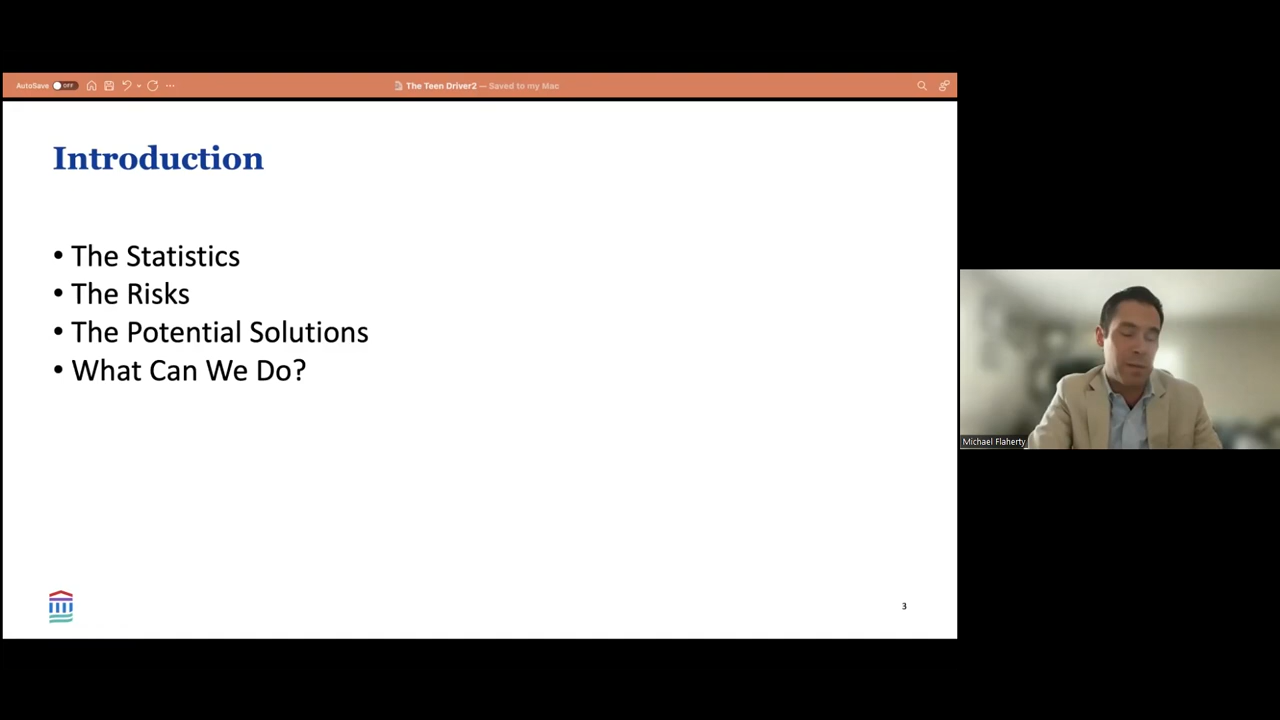 AutoSave OFF
The Teen Driver2 — Saved to my Mac
Introduction
• The Statistics
• The Risks
• The Potential Solutions
• What Can We Do?
3
Michael Flaherty